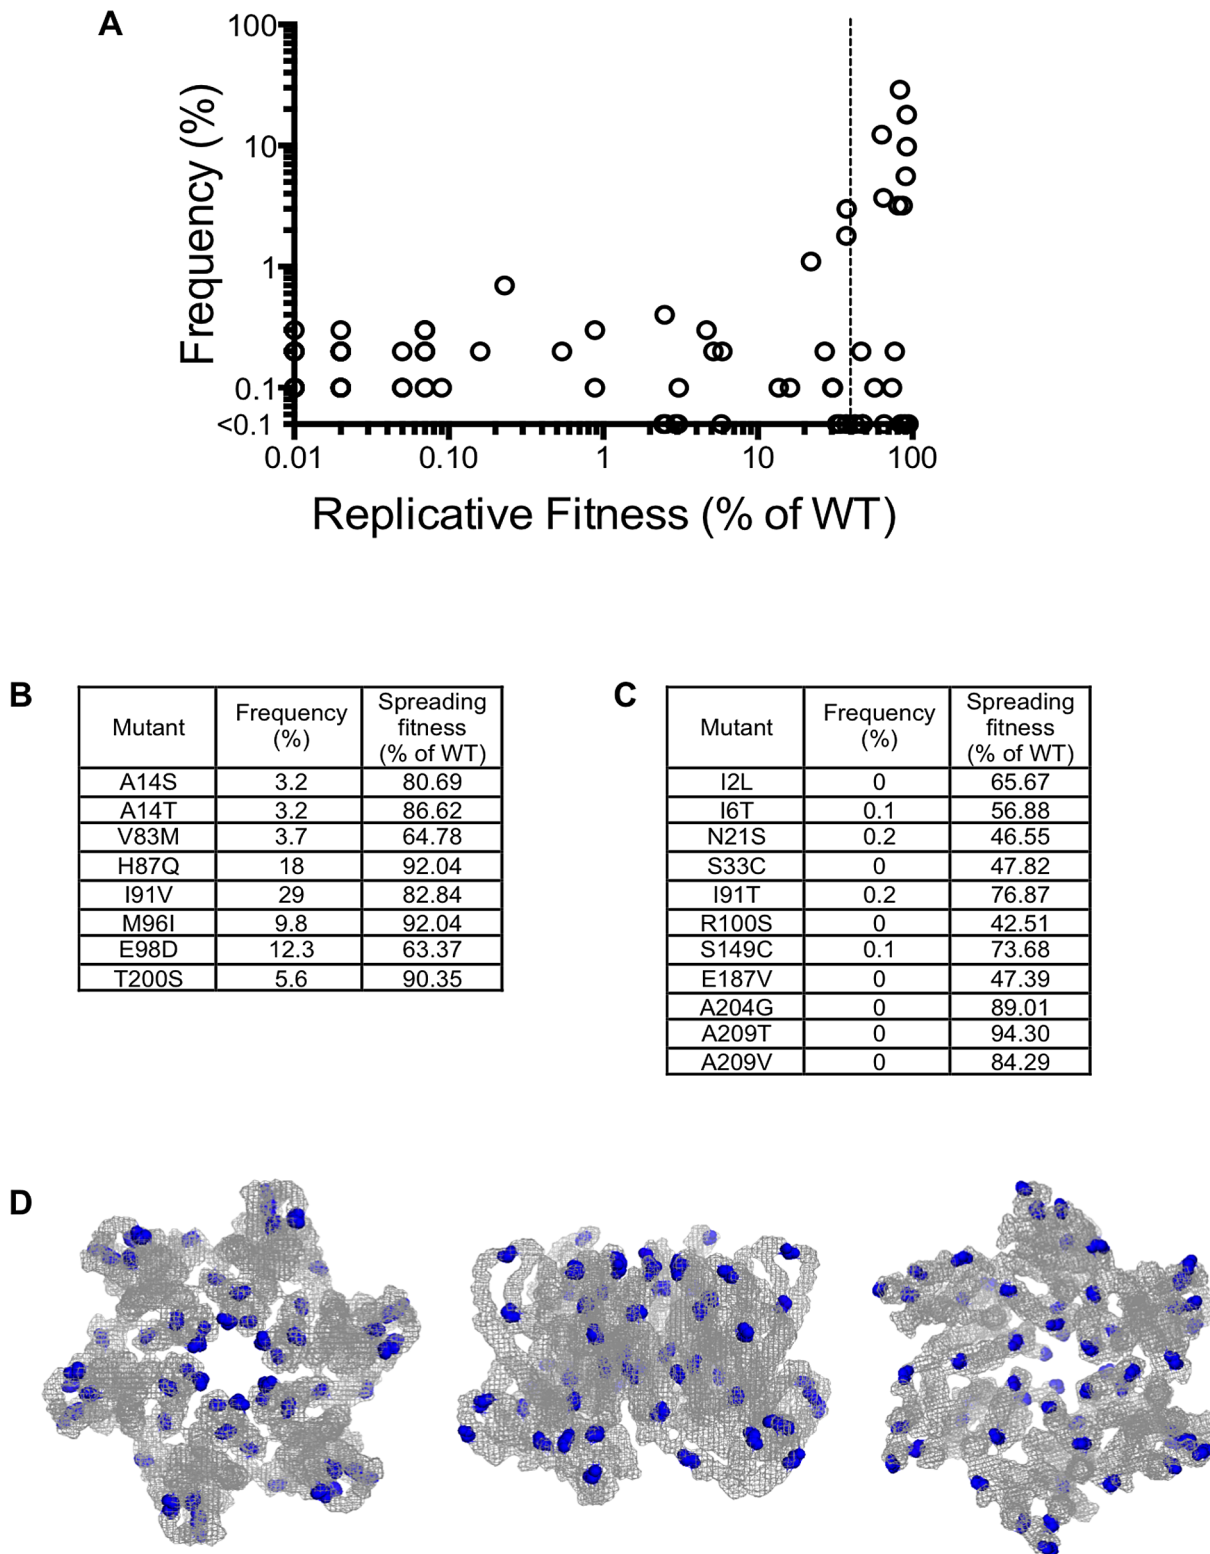 A
100
10
1
0.1
<0.1
Frequency (%)
0.01 0.10 1 10 100
Replicative Fitness (% of WT)
B
Mutant Frequency (%) Spreading fitness (% of WT)
A14S 3.2 80.69
A14T 3.2 86.62
V83M 3.7 64.78
H87Q 18 92.04
I91V 29 82.84
M96I 9.8 92.04
E98D 12.3 63.37
T200S 5.6 90.35
C
Mutant Frequency (%) Spreading fitness (% of WT)
I2L 0 65.67
I6T 0.1 56.88
N21S 0.2 46.55
S33C 0 47.82
I91T 0.2 76.87
R100S 0 42.51
S149C 0.1 73.68
E187V 0 47.39
A204G 0 89.01
A209T 0 94.30
A209V 0 84.29
D